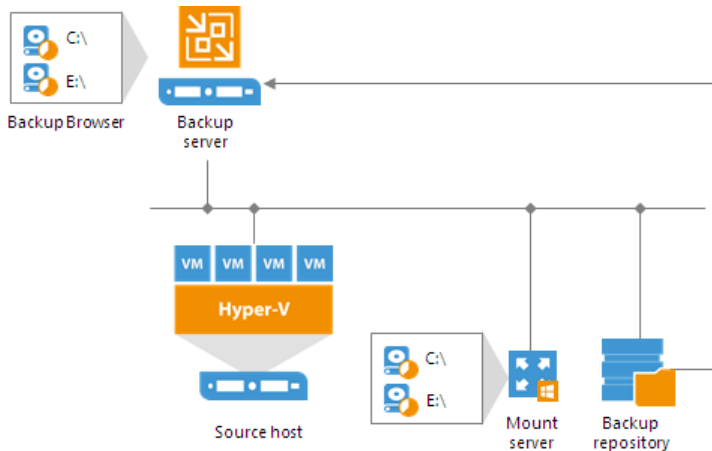 C:\
E:\
Backup Browser
Backup
server
VM VM VM VM
Hyper-V
Source host
C:\
E:\
Mount
server
Backup
repository